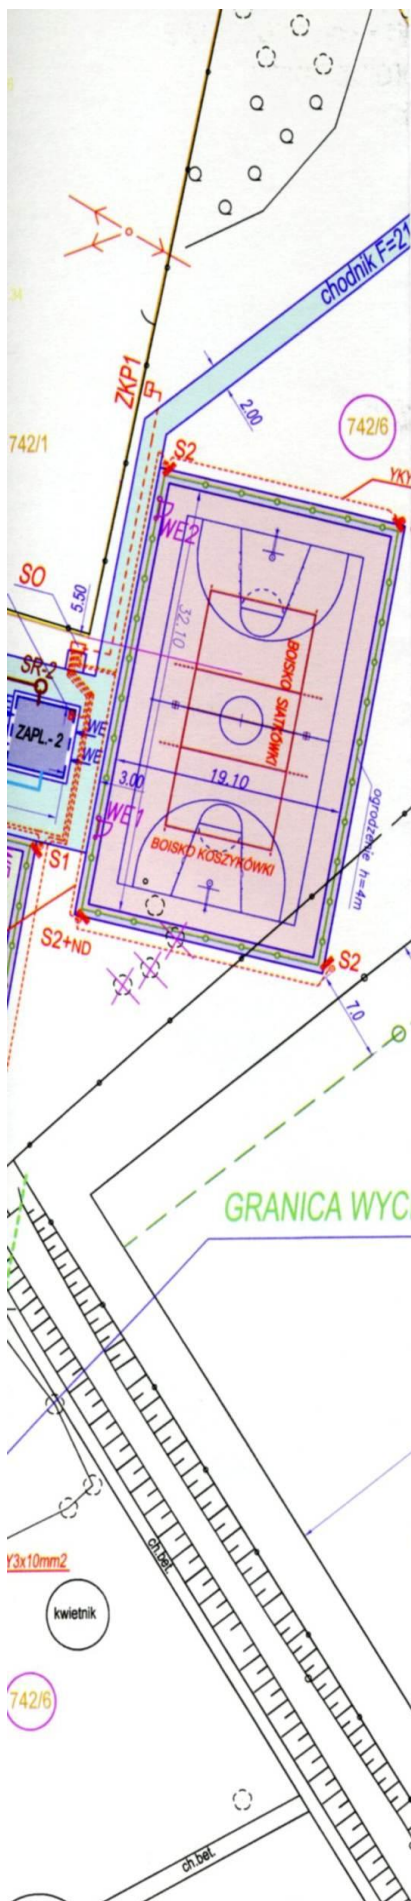 chodnik F=21
ZKP1
2.00
742/6
742/1
S2
YKY
WE2
SO
5.50
32.10
SR-2
BOISKO SIATKÓWKI
ZAPL.-2
WE
WE
3.00
19.10
WE1
ogrodzenie h=4m
BOISKO KOSZYKÓWKI
S1
S2+ND
S2
7.0
GRANICA WYC
ch.bet.
Y3x10mm2
kwietnik
742/6
ch.bet.